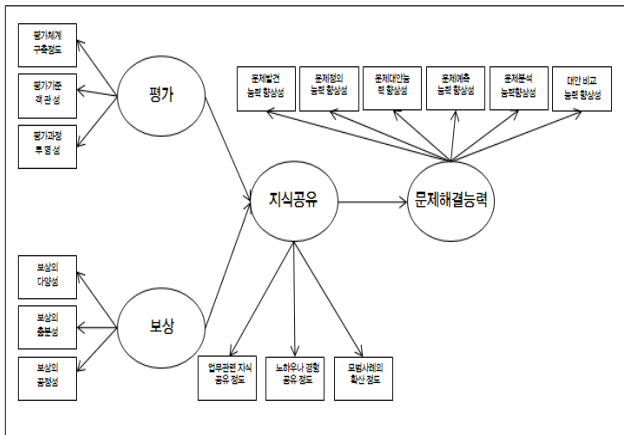 평가체계
구축정도
평가기준
객 관 성
평가과정
투 명 성
평가
문제발견
능력 향상성
문제정의
능력 향상성
문제대안능
력 향상성
문제예측
능력 향상성
문제분석
능력향상성
대안 비교
능력 향상성
지식공유
문제해결능력
보상의
다양성
보상의
충분성
보상의
공정성
보상
업무관련 지식
공유 정도
노하우나 경험
공유 정도
모범사례의
확산 정도